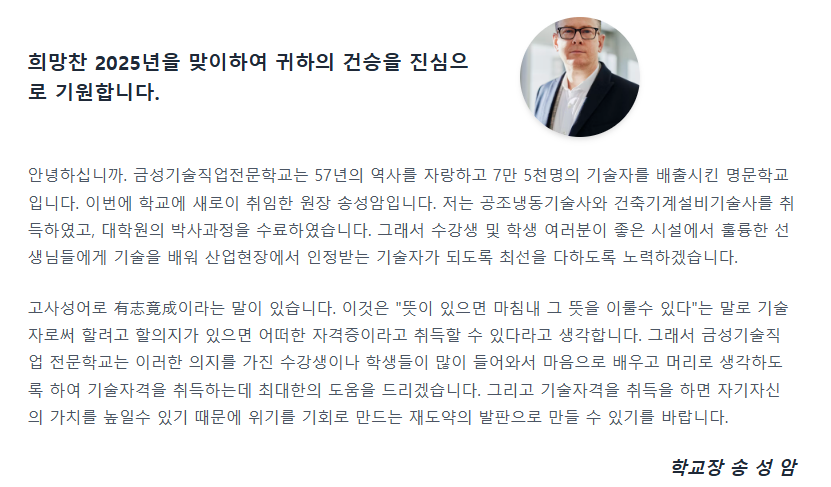 희망찬 2025년을 맞이하여 귀하의 건승을 진심으
로 기원합니다.
안녕하십니까. 금성기술직업전문학교는 57년의 역사를 자랑하고 7만 5천명의 기술자를 배출시킨 명문학교
입니다. 이번에 학교에 새로이 취임한 원장 송성암입니다. 저는 공조냉동기술사와 건축기계설비기술사를 취
득하였고, 대학원의 박사과정을 수료하였습니다. 그래서 수강생 및 학생 여러분이 좋은 시설에서 훌륭한 선
생님들에게 기술을 배워 산업현장에서 인정받는 기술자가 되도록 최선을 다하도록 노력하겠습니다.
고사성어로 有志竟成이라는 말이 있습니다. 이것은 "뜻이 있으면 마침내 그 뜻을 이룰수 있다"는 말로 기술
자로써 할려고 할의지가 있으면 어떠한 자격증이라고 취득할 수 있다라고 생각합니다. 그래서 금성기술직
업 전문학교는 이러한 의지를 가진 수강생이나 학생들이 많이 들어와서 마음으로 배우고 머리로 생각하도
록 하여 기술자격을 취득하는데 최대한의 도움을 드리겠습니다. 그리고 기술자격을 취득을 하면 자기자신
의 가치를 높일수 있기 때문에 위기를 기회로 만드는 재도약의 발판으로 만들 수 있기를 바랍니다.
학교장 송 성 암